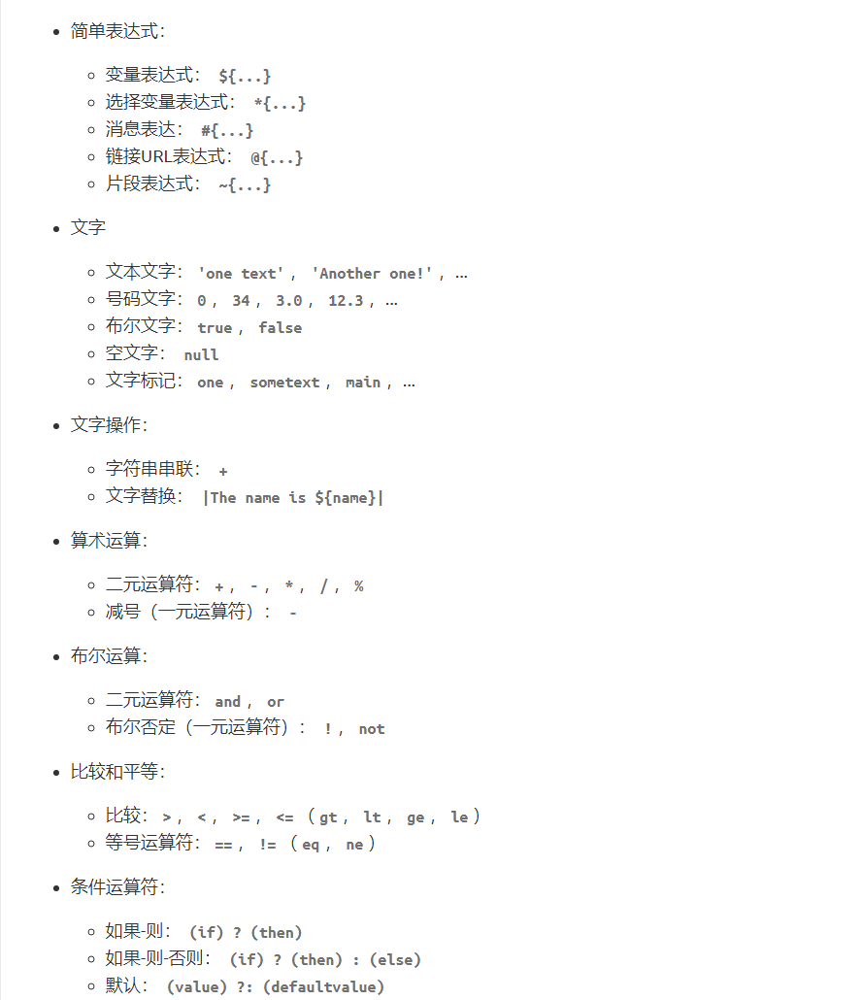 简单表达式：
变量表达式： ${...}
选择变量表达式： *{...}
消息表达： #{...}
链接URL表达式： @{...}
片段表达式： ~{...}
文字
文本文字： 'one text' ， 'Another one!' ，…
号码文字： 0 ， 34 ， 3.0 ， 12.3 ，…
布尔文字： true ， false
空文字： null
文字标记： one ， sometext ， main ，…
文字操作：
字符串串联： +
文字替换： |The name is ${name}|
算术运算：
二元运算符： + ， - ， * ， / ， %
减号（一元运算符）： -
布尔运算：
二元运算符： and ， or
布尔否定（一元运算符）： ! ， not
比较和平等：
比较： > ， < ， >= ， <= （ gt ， lt ， ge ， le ）
等号运算符： == ， != （ eq ， ne ）
条件运算符：
如果-则： (if) ? (then)
如果-则-否则： (if) ? (then) : (else)
默认： (value) ?: (defaultvalue)